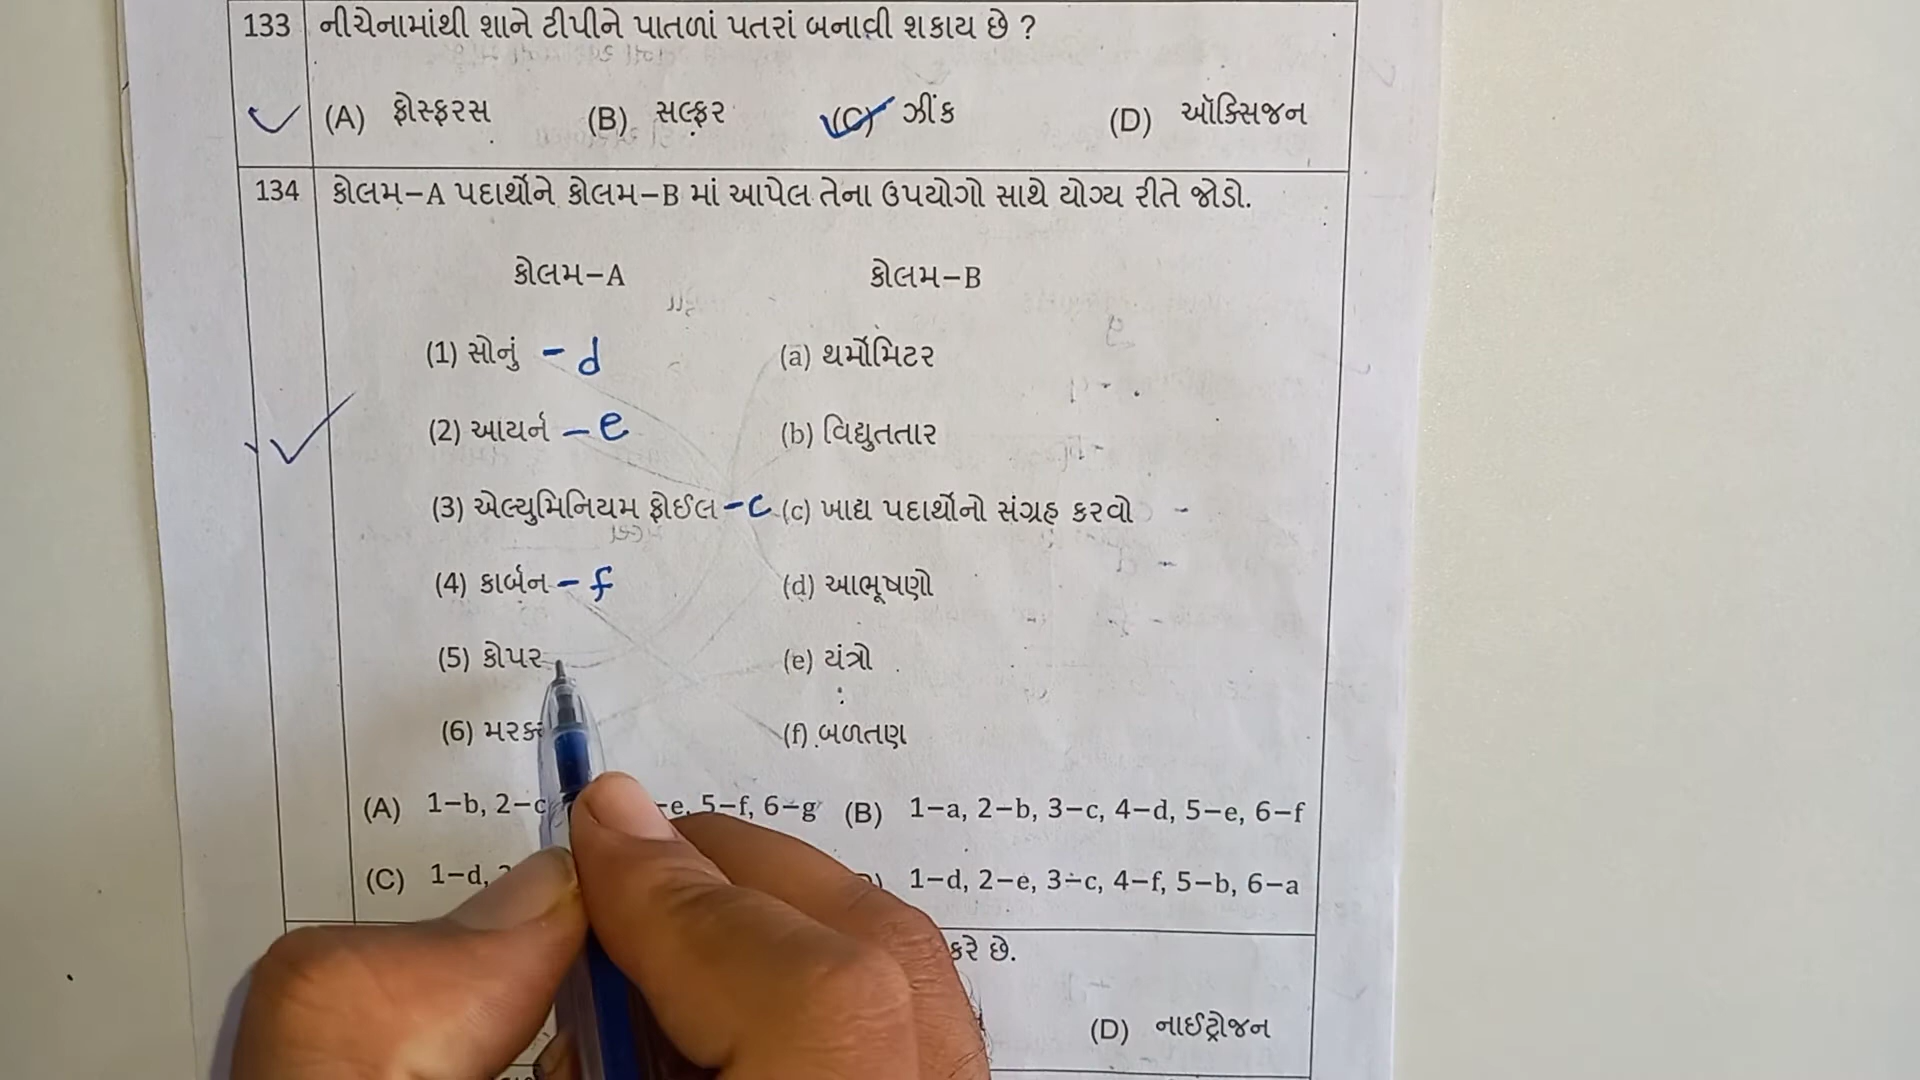 133 નીચેનામાંથી શાને ટીપીને પાતળાં પતરાં બનાવી શકાય છે ?
(A) ફોસ્ફરસ (B) સલ્ફર (C) ઝીંક (D) ઑક્સિજન
134 કોલમ-A પદાર્થોને કોલમ-B માં આપેલ તેના ઉપયોગો સાથે યોગ્ય રીતે જોડો.
કોલમ-A કોલમ-B
(1) સોનું - d (a) થર્મોમિટર
(2) આયર્ન - e (b) વિદ્યુતતાર
(3) એલ્યુમિનિયમ ફોઈલ - c (c) ખાદ્ય પદાર્થોનો સંગ્રહ કરવો
(4) કાર્બન - f (d) આભૂષણો
(5) કોપર (e) યંત્રો
(6) (f) બળતણ
(A) 1-b, 2-c -e, 5-f, 6-g (B) 1-a, 2-b, 3-c, 4-d, 5-e, 6-f
(C) 1-d, 1-d, 2-e, 3-c, 4-f, 5-b, 6-a
કરે છે.
(D) નાઈટ્રોજન